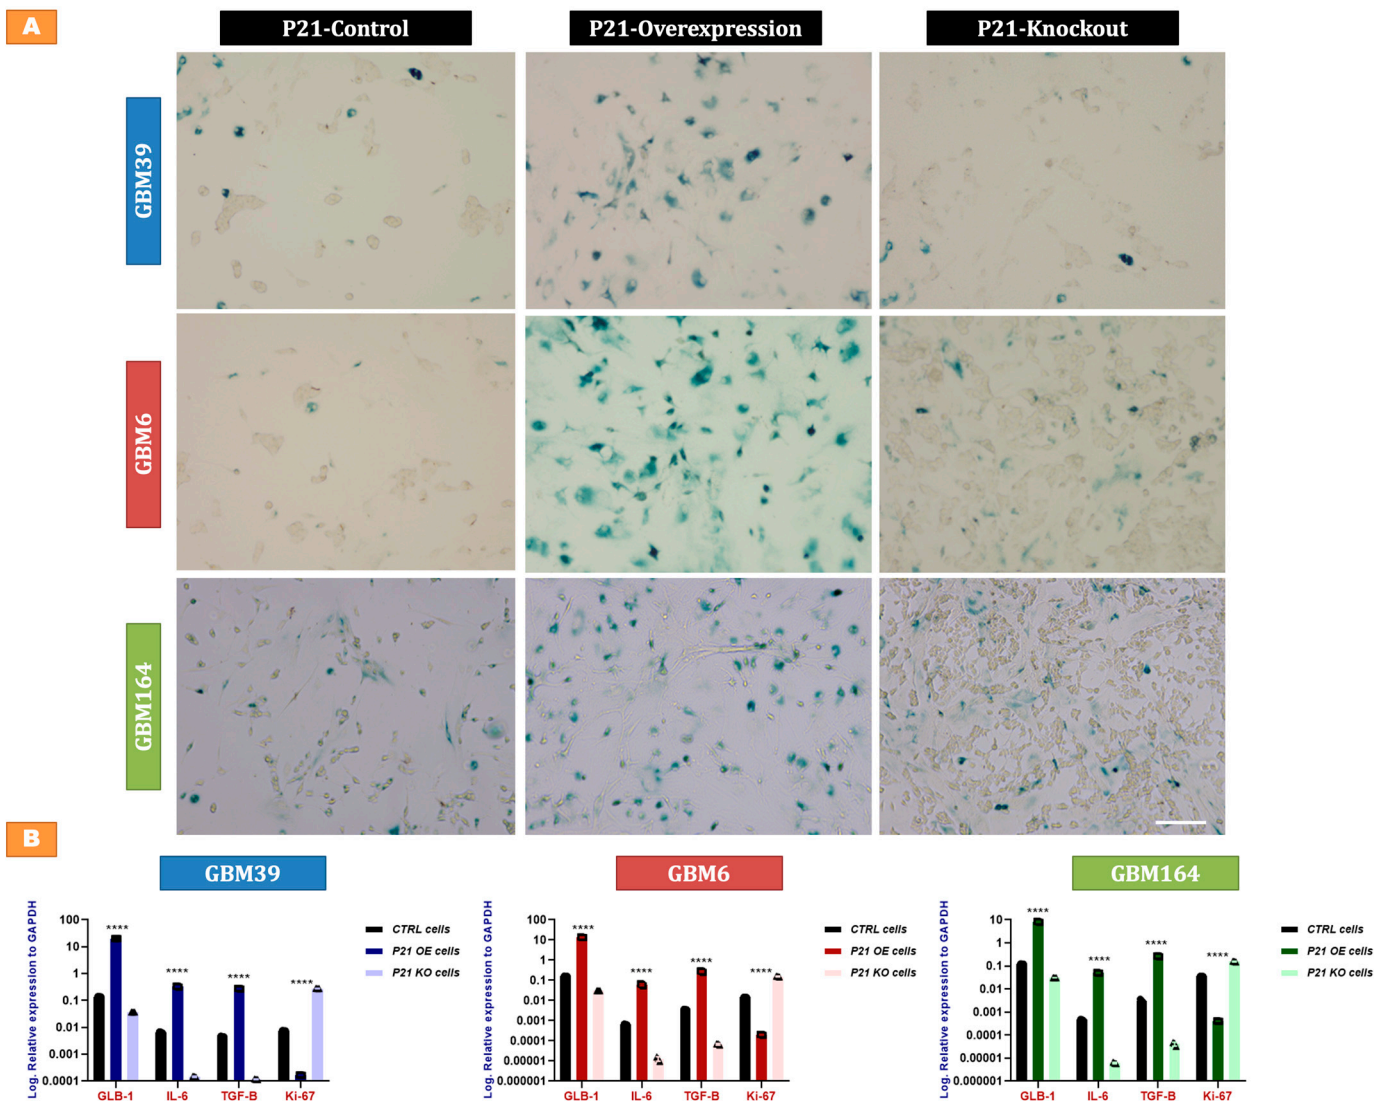 A
P21-Control
P21-Overexpression
P21-Knockout
GBM39
GBM6
GBM164
B
GBM39
Log. Relative expression to GAPDH
100
10
1
0.1
0.01
0.001
0.0001
****
****
****
****
GLB-1
IL-6
TGF-B
Ki-67
CTRL cells
P21 OE cells
P21 KO cells
GBM6
Log. Relative expression to GAPDH
100
10
1
0.1
0.01
0.001
0.0001
0.00001
0.000001
****
****
****
****
GLB-1
IL-6
TGF-B
Ki-67
CTRL cells
P21 OE cells
P21 KO cells
GBM164
Log. Relative expression to GAPDH
10
1
0.1
0.01
0.001
0.0001
0.00001
0.000001
****
****
****
****
GLB-1
IL-6
TGF-B
Ki-67
CTRL cells
P21 OE cells
P21 KO cells